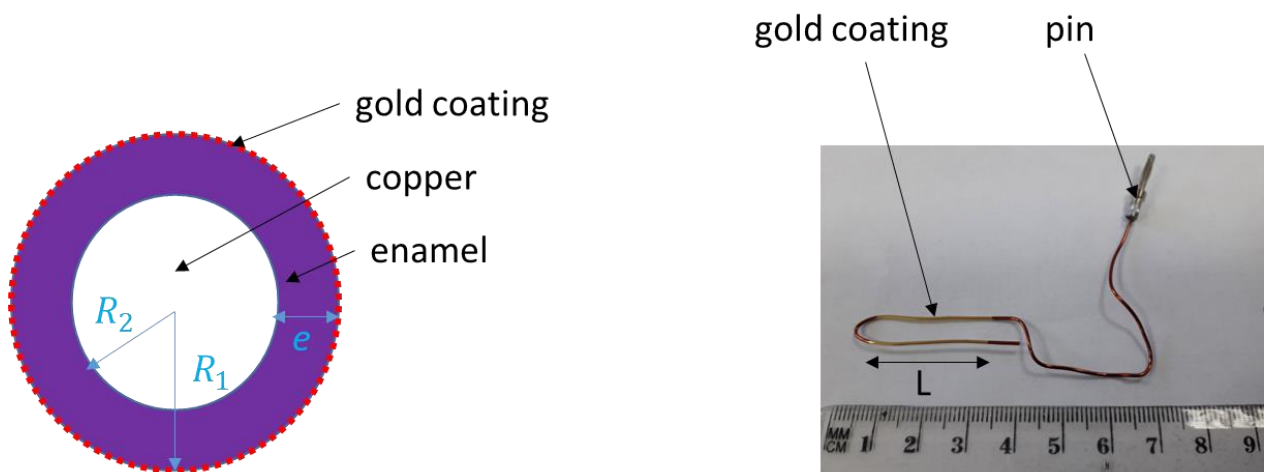 gold coating
copper
enamel
R₂
e
R₁
gold coating
pin
L
MM
CM
1 2 3 4 5 6 7 8 9